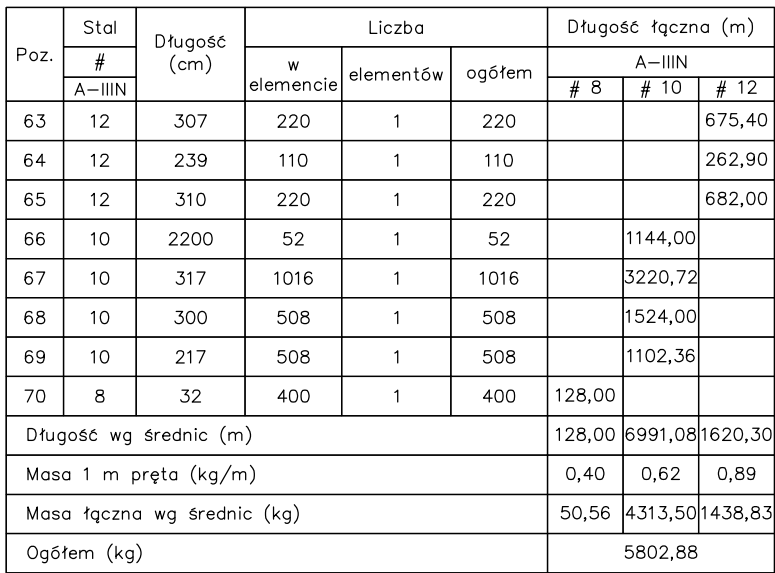 Poz. Stal Długość (cm) Liczba Długość łączna (m)
# w elemencie elementów ogółem A-IIIN
A-IIIN # 8 # 10 # 12
63 12 307 220 1 220 675,40
64 12 239 110 1 110 262,90
65 12 310 220 1 220 682,00
66 10 2200 52 1 52 1144,00
67 10 317 1016 1 1016 3220,72
68 10 300 508 1 508 1524,00
69 10 217 508 1 508 1102,36
70 8 32 400 1 400 128,00
Długość wg średnic (m) 128,00 6991,08 1620,30
Masa 1 m pręta (kg/m) 0,40 0,62 0,89
Masa łączna wg średnic (kg) 50,56 4313,50 1438,83
Ogółem (kg) 5802,88